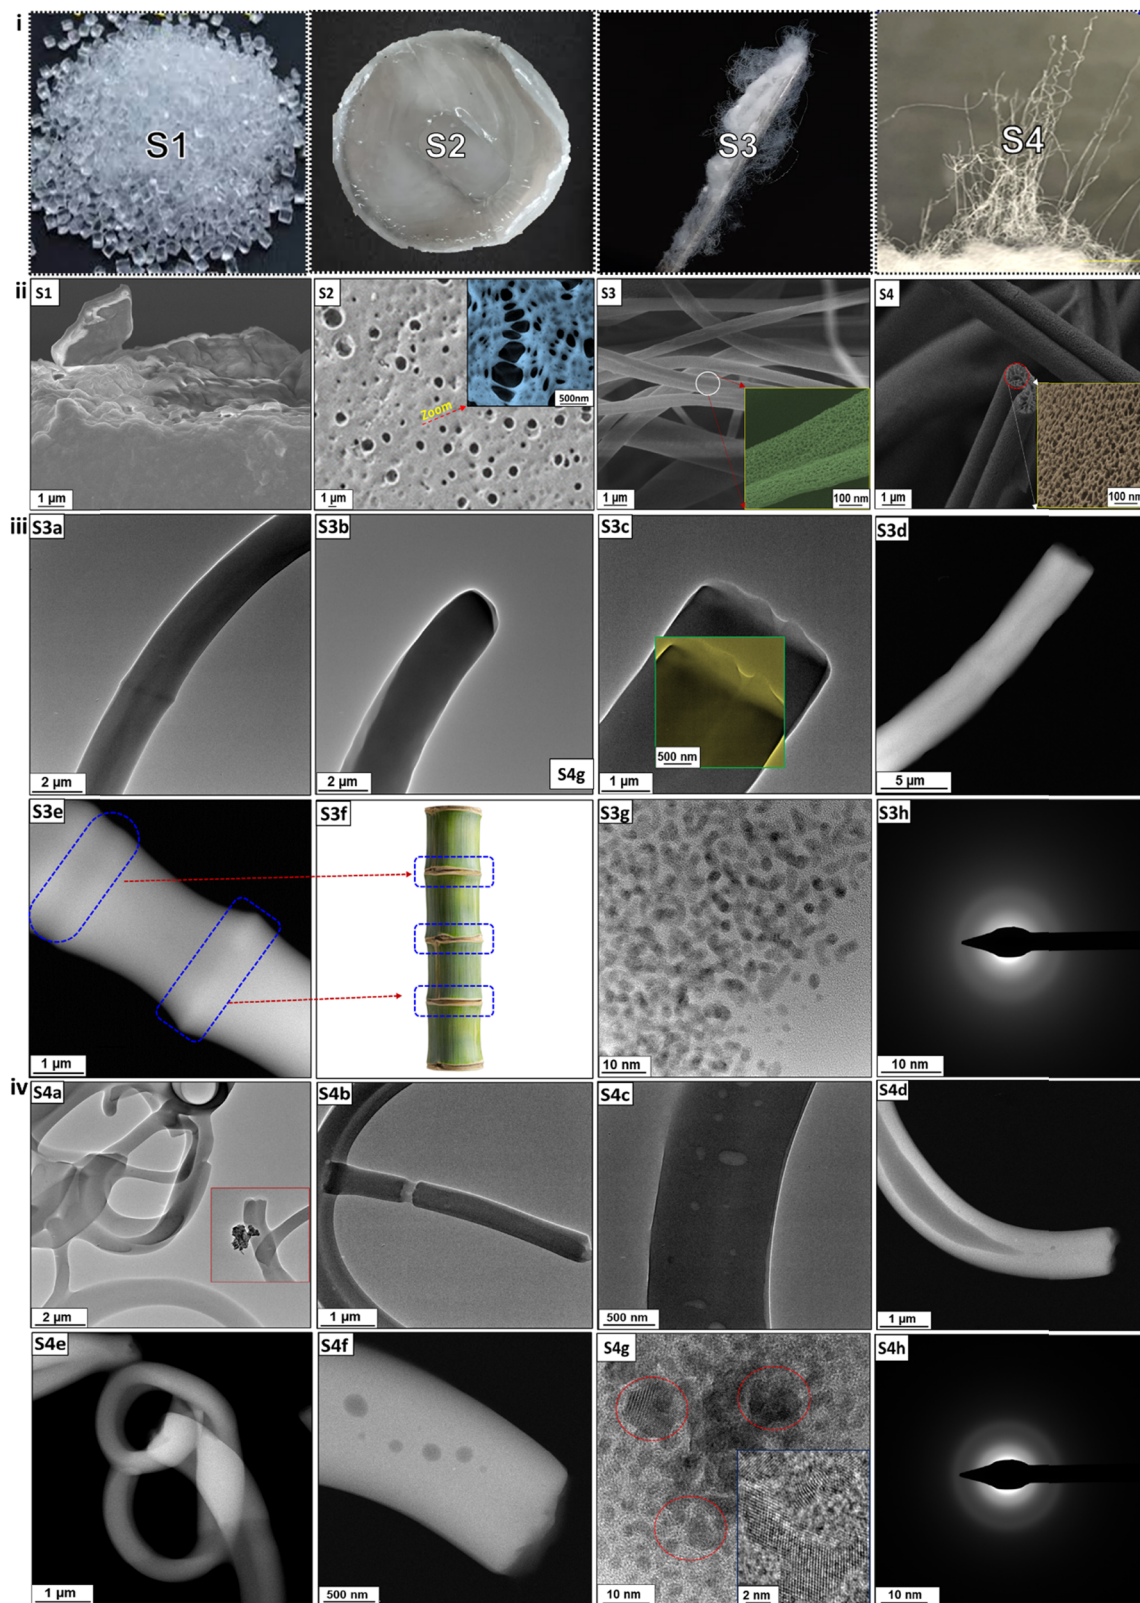 i
S1
S2
S3
S4
ii
S1
1 µm
S2
Zoom
500nm
1 µm
S3
1 µm
100 nm
S4
1 µm
100 nm
iii
S3a
2 µm
S3b
2 µm
S4g
S3c
500 nm
1 µm
S3d
5 µm
S3e
1 µm
S3f
S3g
10 nm
S3h
10 nm
iv
S4a
2 µm
S4b
1 µm
S4c
500 nm
S4d
1 µm
S4e
1 µm
S4f
500 nm
S4g
10 nm
2 nm
S4h
10 nm